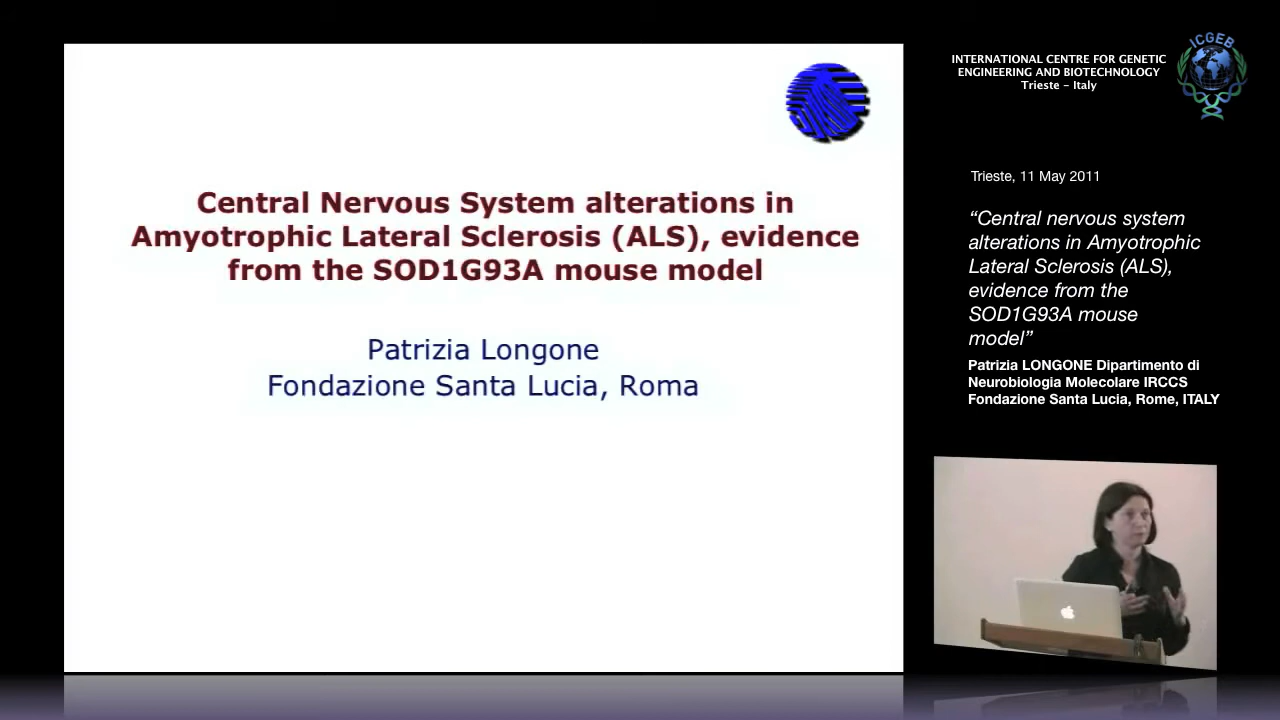 Central Nervous System alterations in
Amyotrophic Lateral Sclerosis (ALS), evidence
from the SOD1G93A mouse model
Patrizia Longone
Fondazione Santa Lucia, Roma
INTERNATIONAL CENTRE FOR GENETIC
ENGINEERING AND BIOTECHNOLOGY
Trieste - Italy
ICGEB
Trieste, 11 May 2011
“Central nervous system
alterations in Amyotrophic
Lateral Sclerosis (ALS),
evidence from the
SOD1G93A mouse
model”
Patrizia LONGONE Dipartimento di
Neurobiologia Molecolare IRCCS
Fondazione Santa Lucia, Rome, ITALY